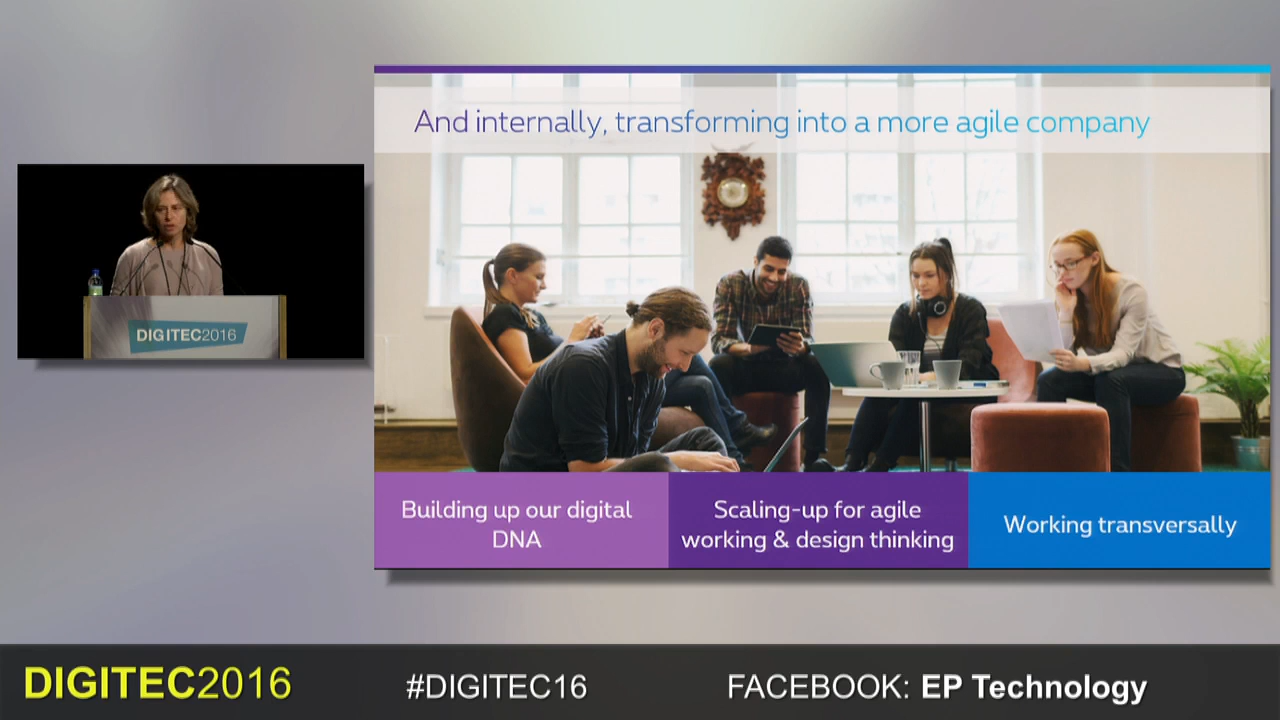 And internally, transforming into a more agile company
DIGITEC2016
Building up our digital
DNA
Scaling-up for agile
working & design thinking
Working transversally
DIGITEC2016
#DIGITEC16
FACEBOOK: EP Technology